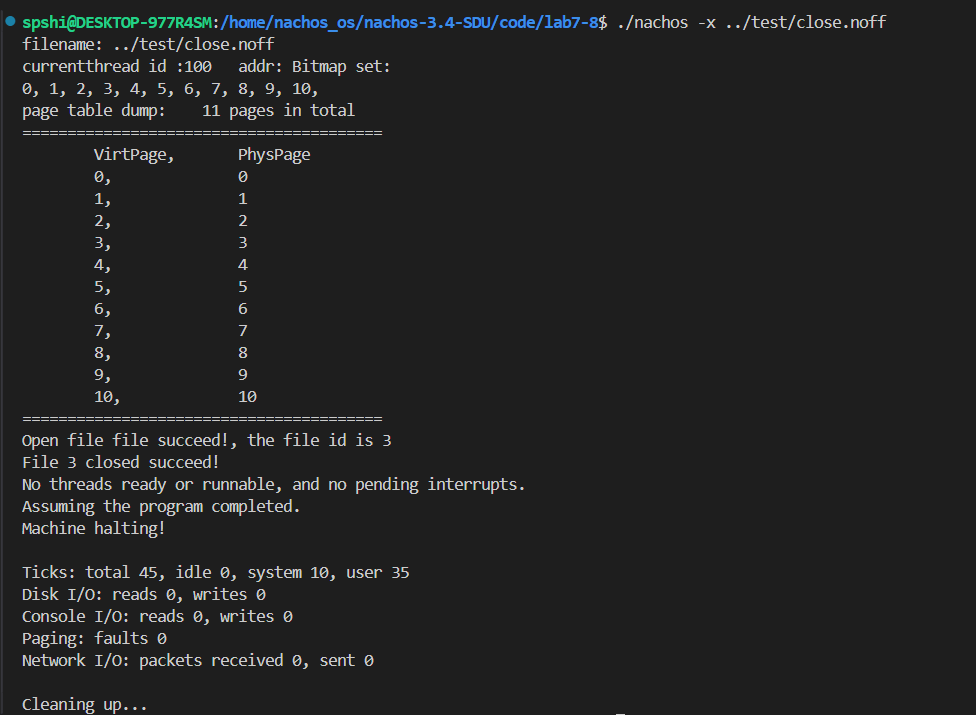 spshi@DESKTOP-977R4SM:/home/nachos_os/nachos-3.4-SDU/code/lab7-8$ ./nachos -x ../test/close.noff
filename: ../test/close.noff
currentthread id :100   addr: Bitmap set:
0, 1, 2, 3, 4, 5, 6, 7, 8, 9, 10,
page table dump:    11 pages in total
========================================
        VirtPage,       PhysPage
        0,              0
        1,              1
        2,              2
        3,              3
        4,              4
        5,              5
        6,              6
        7,              7
        8,              8
        9,              9
        10,             10
========================================
Open file file succeed!, the file id is 3
File 3 closed succeed!
No threads ready or runnable, and no pending interrupts.
Assuming the program completed.
Machine halting!

Ticks: total 45, idle 0, system 10, user 35
Disk I/O: reads 0, writes 0
Console I/O: reads 0, writes 0
Paging: faults 0
Network I/O: packets received 0, sent 0

Cleaning up...